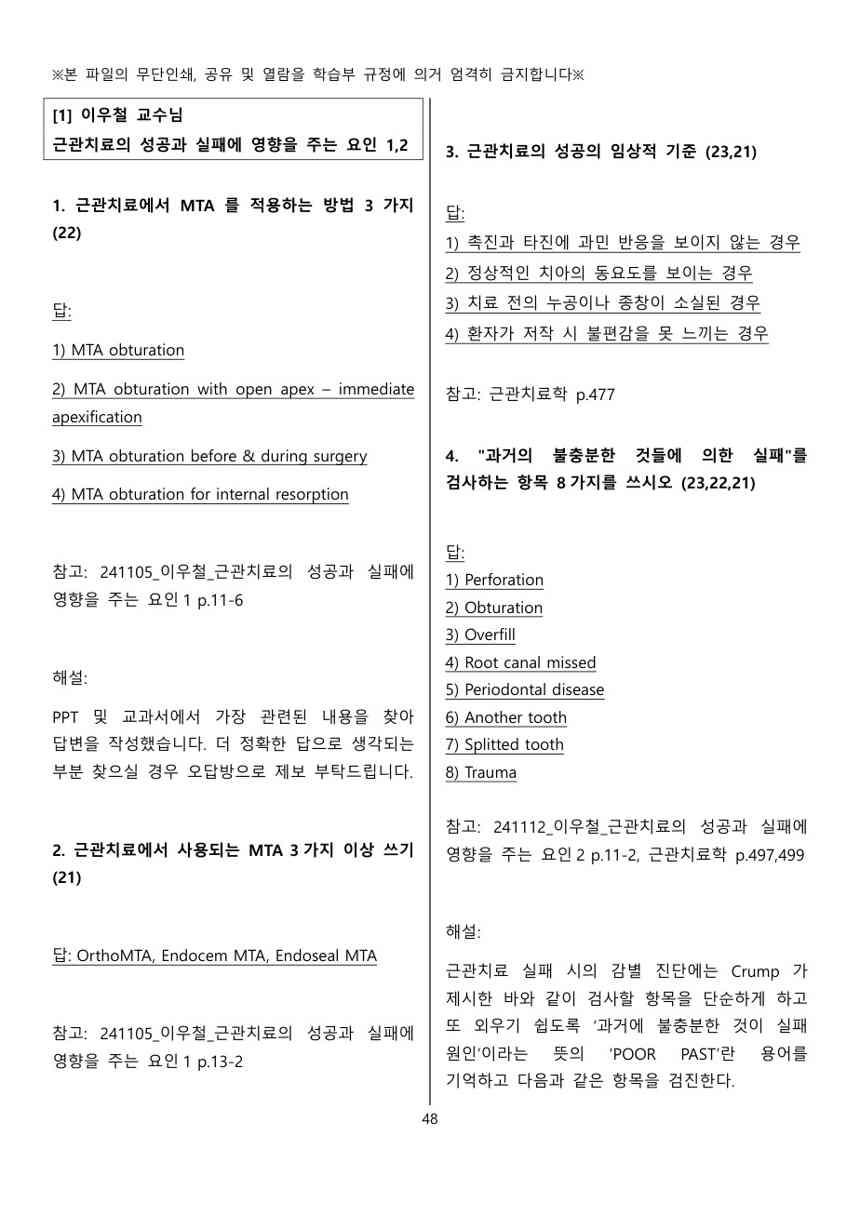 ※본 파일의 무단인쇄, 공유 및 열람을 학습부 규정에 의거 엄격히 금지합니다※
[1] 이우철 교수님
근관치료의 성공과 실패에 영향을 주는 요인 1,2
1. 근관치료에서 MTA 를 적용하는 방법 3 가지
(22)
답:
1) MTA obturation
2) MTA obturation with open apex – immediate
apexification
3) MTA obturation before & during surgery
4) MTA obturation for internal resorption
참고: 241105_이우철_근관치료의 성공과 실패에
영향을 주는 요인 1 p.11-6
해설:
PPT 및 교과서에서 가장 관련된 내용을 찾아
답변을 작성했습니다. 더 정확한 답으로 생각되는
부분 찾으실 경우 오답방으로 제보 부탁드립니다.
2. 근관치료에서 사용되는 MTA 3 가지 이상 쓰기
(21)
답: OrthoMTA, Endocem MTA, Endoseal MTA
참고: 241105_이우철_근관치료의 성공과 실패에
영향을 주는 요인 1 p.13-2
3. 근관치료의 성공의 임상적 기준 (23,21)
답:
1) 촉진과 타진에 과민 반응을 보이지 않는 경우
2) 정상적인 치아의 동요도를 보이는 경우
3) 치료 전의 누공이나 종창이 소실된 경우
4) 환자가 저작 시 불편감을 못 느끼는 경우
참고: 근관치료학 p.477
4. "과거의 불충분한 것들에 의한 실패"를
검사하는 항목 8 가지를 쓰시오 (23,22,21)
답:
1) Perforation
2) Obturation
3) Overfill
4) Root canal missed
5) Periodontal disease
6) Another tooth
7) Splitted tooth
8) Trauma
참고: 241112_이우철_근관치료의 성공과 실패에
영향을 주는 요인 2 p.11-2, 근관치료학 p.497,499
해설:
근관치료 실패 시의 감별 진단에는 Crump 가
제시한 바와 같이 검사할 항목을 단순하게 하고
또 외우기 쉽도록 '과거에 불충분한 것이 실패
원인'이라는 뜻의 'POOR PAST'란 용어를
기억하고 다음과 같은 항목을 검진한다.
48